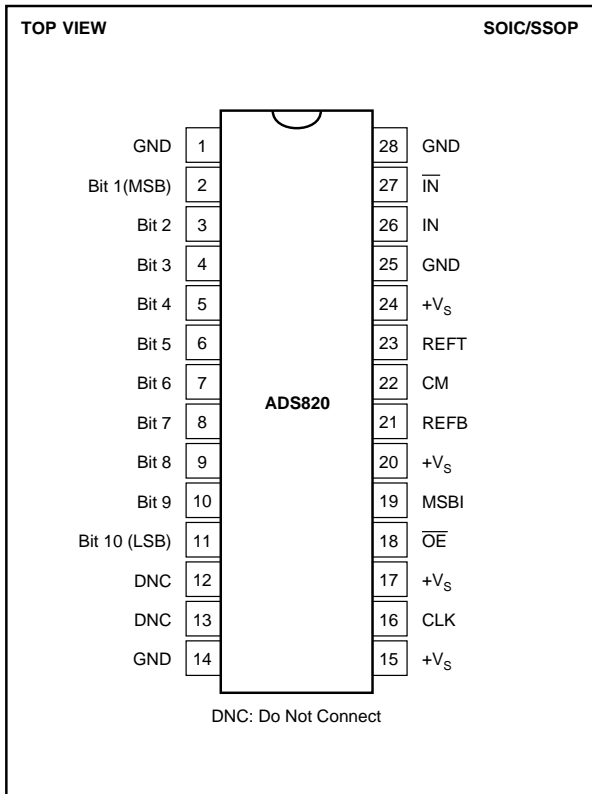 TOP VIEW SOIC/SSOP
GND 1 28 GND
Bit 1(MSB) 2 27 I̅N̅
Bit 2 3 26 IN
Bit 3 4 25 GND
Bit 4 5 24 +VS
Bit 5 6 23 REFT
Bit 6 7 22 CM
ADS820
Bit 7 8 21 REFB
Bit 8 9 20 +VS
Bit 9 10 19 MSBI
Bit 10 (LSB) 11 18 O̅E̅
DNC 12 17 +VS
DNC 13 16 CLK
GND 14 15 +VS
DNC: Do Not Connect